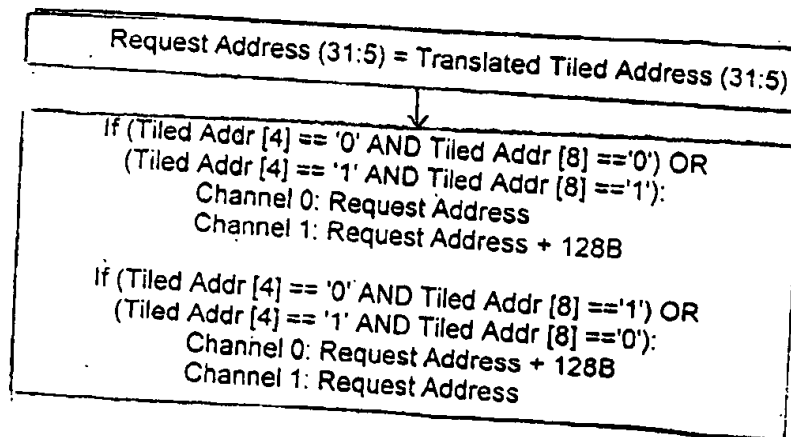 Request Address (31:5) = Translated Tiled Address (31:5)
If (Tiled Addr [4] == '0' AND Tiled Addr [8] =='0') OR
(Tiled Addr [4] == '1' AND Tiled Addr [8] =='1'):
Channel 0: Request Address
Channel 1: Request Address + 128B
If (Tiled Addr [4] == '0' AND Tiled Addr [8] =='1') OR
(Tiled Addr [4] == '1' AND Tiled Addr [8] =='0'):
Channel 0: Request Address + 128B
Channel 1: Request Address